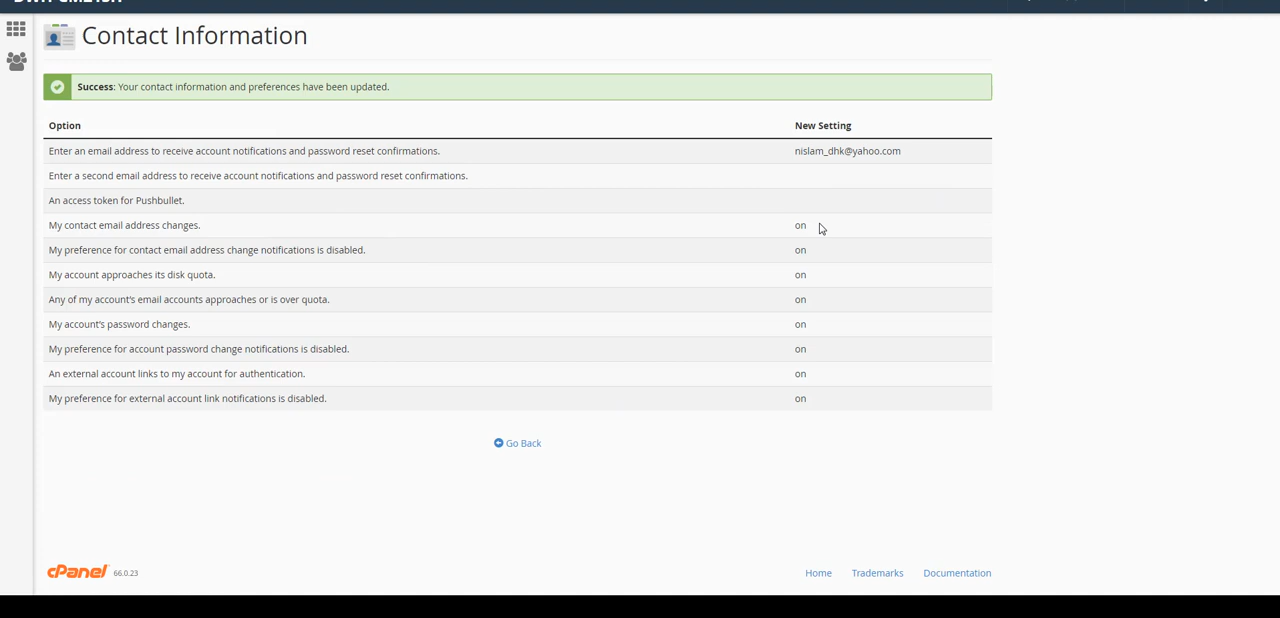 Contact Information
Success: Your contact information and preferences have been updated.
Option New Setting
Enter an email address to receive account notifications and password reset confirmations. nislam_dhk@yahoo.com
Enter a second email address to receive account notifications and password reset confirmations.
An access token for Pushbullet.
My contact email address changes. on
My preference for contact email address change notifications is disabled. on
My account approaches its disk quota. on
Any of my account's email accounts approaches or is over quota. on
My account's password changes. on
My preference for account password change notifications is disabled. on
An external account links to my account for authentication. on
My preference for external account link notifications is disabled. on
Go Back
cPanel 66.0.23 Home Trademarks Documentation